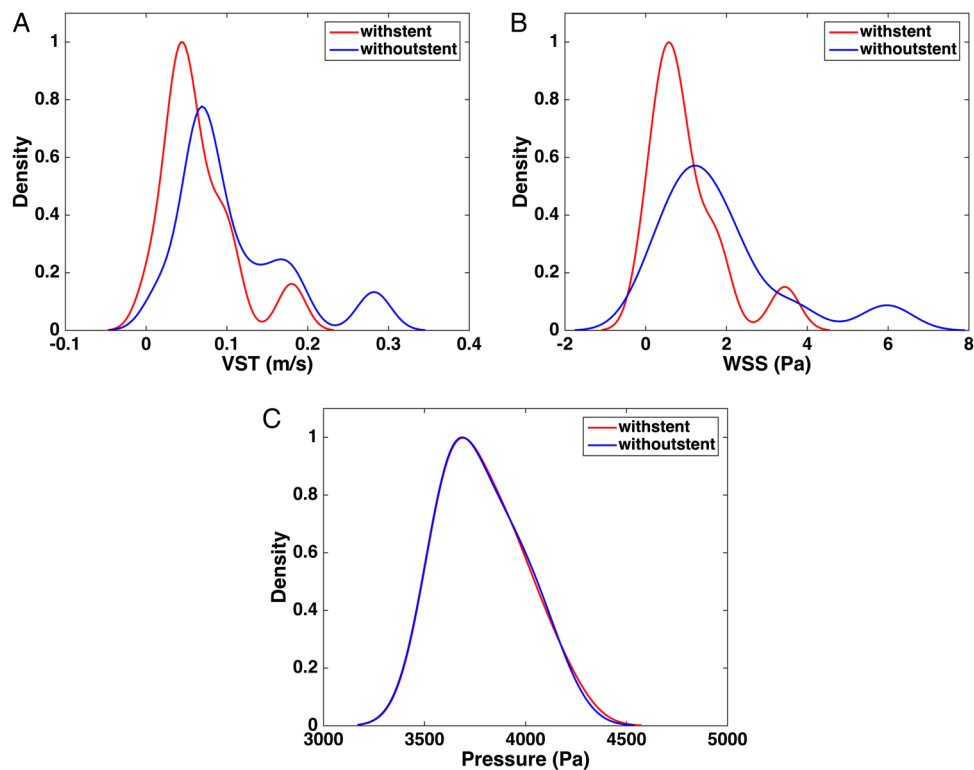 A
withstent
withoutstent
1
0.8
0.6
0.4
0.2
0
Density
-0.1
0
0.1
0.2
0.3
0.4
VST (m/s)
B
withstent
withoutstent
1
0.8
0.6
0.4
0.2
0
Density
-2
0
2
4
6
8
WSS (Pa)
C
withstent
withoutstent
1
0.8
0.6
0.4
0.2
0
Density
3000
3500
4000
4500
5000
Pressure (Pa)